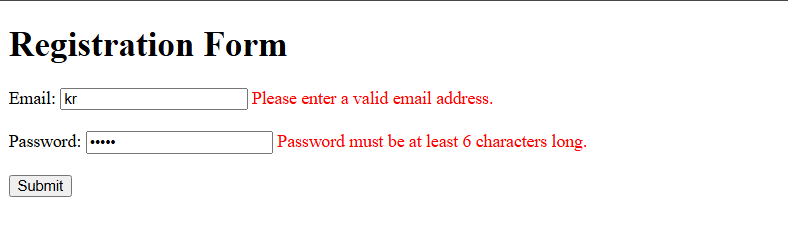 Registration Form
Email: kr Please enter a valid email address.
Password: ••••• Password must be at least 6 characters long.
Submit